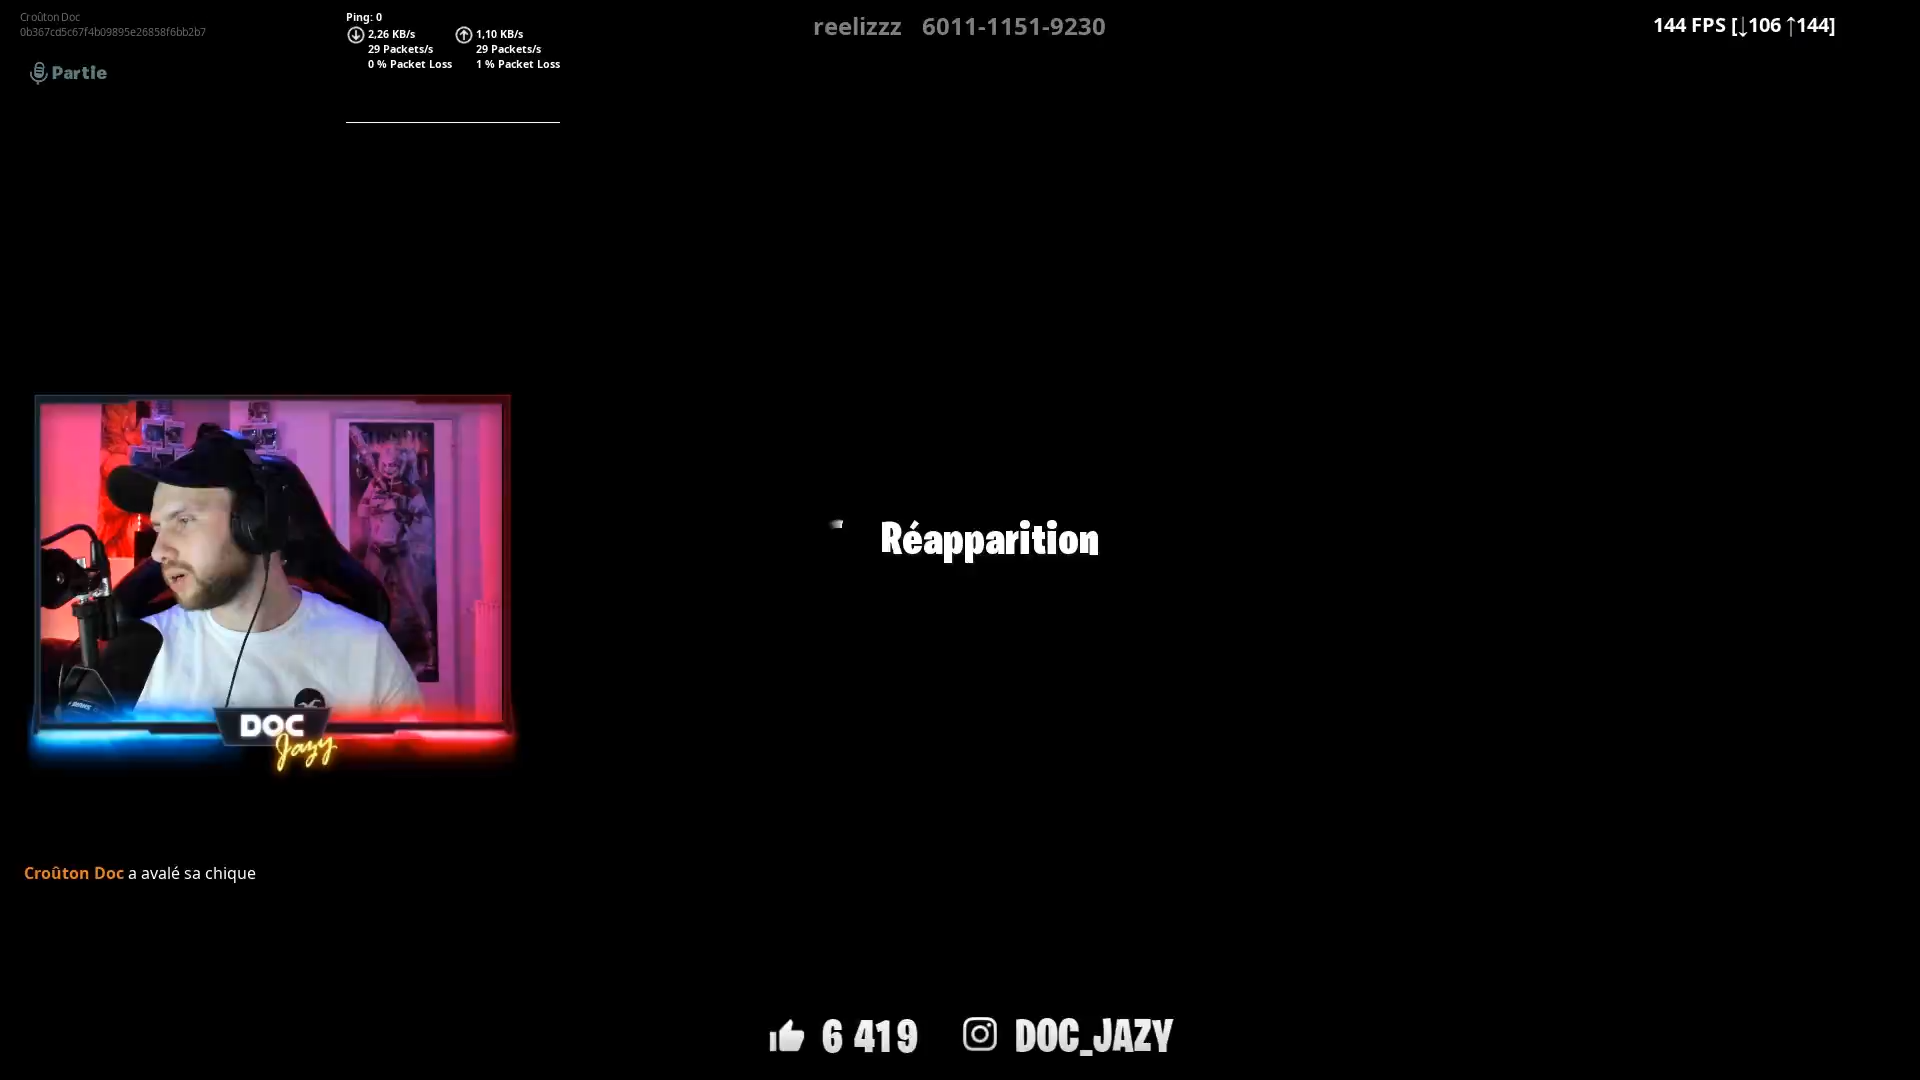 Croûton Doc
0b367cd5c67f4b09895e26858f6bb2b7
Partie
Ping: 0
2,26 KB/s
29 Packets/s
0 % Packet Loss
1,10 KB/s
29 Packets/s
1 % Packet Loss
reelizzz 6011-1151-9230
144 FPS [↓106 ↑144]
Réapparition
DOC
Jazy
Croûton Doc a avalé sa chique
6 419 DOC_JAZY